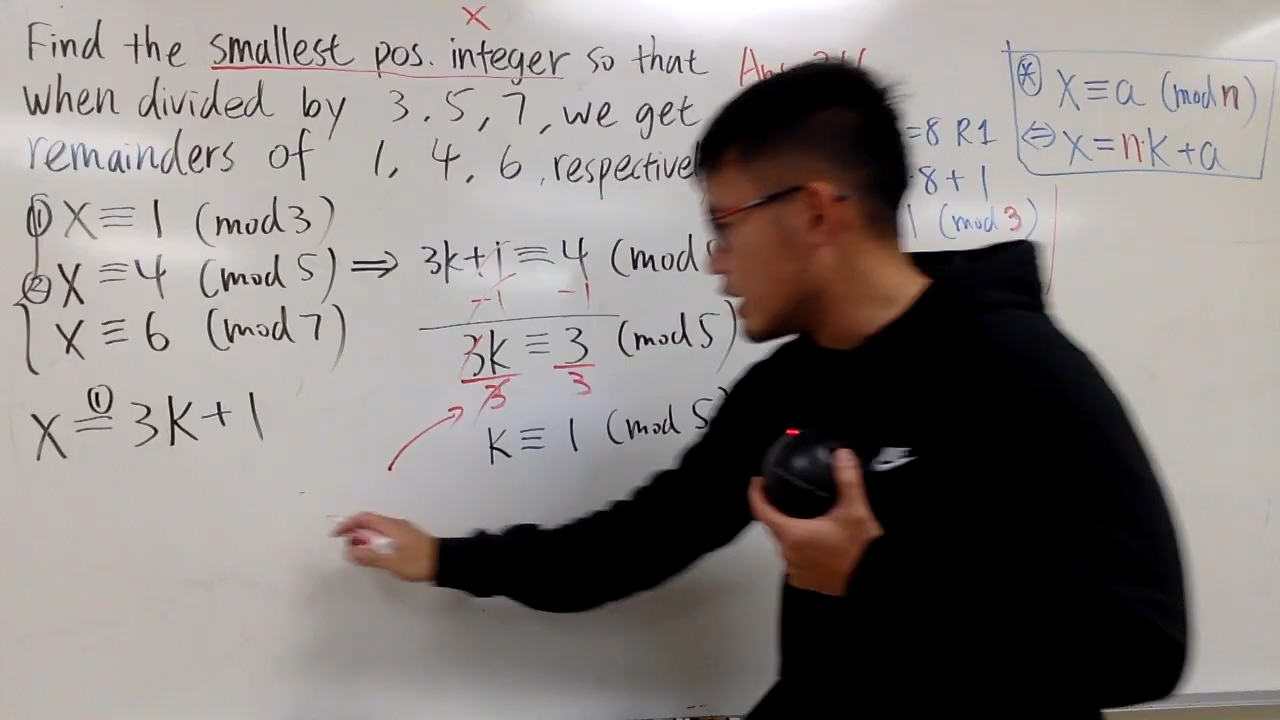 x
Find the smallest pos. integer so that
when divided by 3, 5, 7, we get
remainders of 1, 4, 6, respectivel
① x ≡ 1 (mod 3)
② x ≡ 4 (mod 5) ⇒ 3k+1 ≡ 4 (mod
-1 -1
x ≡ 6 (mod 7)
3k ≡ 3 (mod 5)
3 3
k ≡ 1 (mod 5
x ①= 3k+1
=8 R1
8+1
1 (mod 3)
⊛ x ≡ a (mod n)
⇔ x = n·k + a